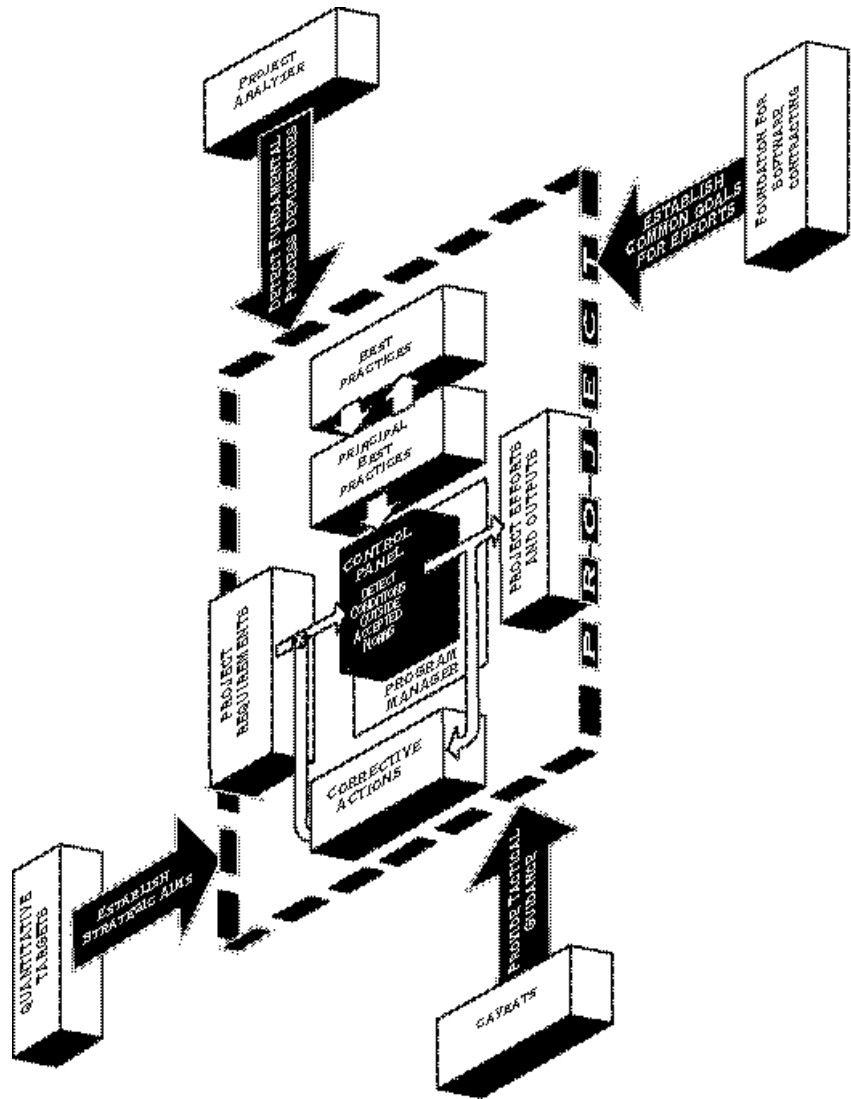 PROJECT
ANALYZER
DETECT FUNDAMENTAL
PROCESS DEFICIENCIES
FOUNDATION FOR
SOFTWARE
CONTRACTING
ESTABLISH
COMMON GOALS
FOR EFFORTS
PROJECT
BEST
PRACTICES
PRINCIPAL
BEST
PRACTICES
CONTROL
PANEL
DETECT
CONDITIONS
OUTSIDE
ACCEPTED
NORMS
PROGRAM
MANAGER
PROJECT EFFORTS
AND OUTPUTS
PROJECT
REQUIREMENTS
CORRECTIVE
ACTIONS
QUANTITATIVE
TARGETS
ESTABLISH
STRATEGIC AIMS
PROVIDE TACTICAL
GUIDANCE
CAVEATS